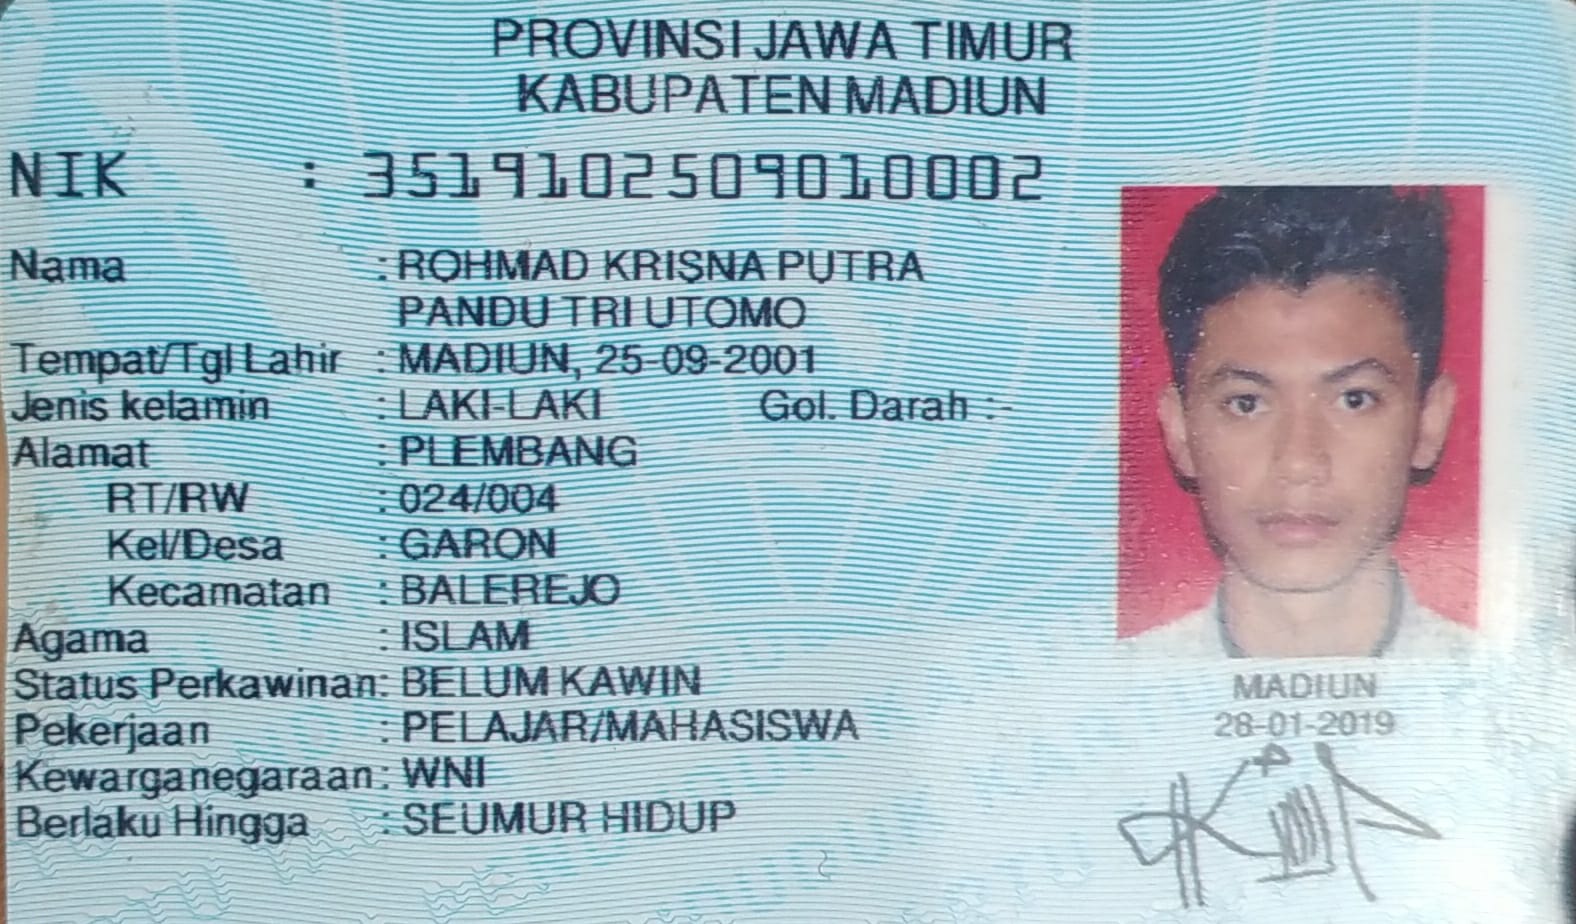 PROVINSI JAWA TIMUR
KABUPATEN MADIUN
NIK : 3519102509010002
Nama : ROHMAD KRISNA PUTRA
PANDU TRI UTOMO
Tempat/Tgl Lahir : MADIUN, 25-09-2001
Jenis kelamin : LAKI-LAKI Gol. Darah : -
Alamat : PLEMBANG
RT/RW : 024/004
Kel/Desa : GARON
Kecamatan : BALEREJO
Agama : ISLAM
Status Perkawinan: BELUM KAWIN
Pekerjaan : PELAJAR/MAHASISWA
Kewarganegaraan: WNI
Berlaku Hingga : SEUMUR HIDUP
MADIUN
28-01-2019